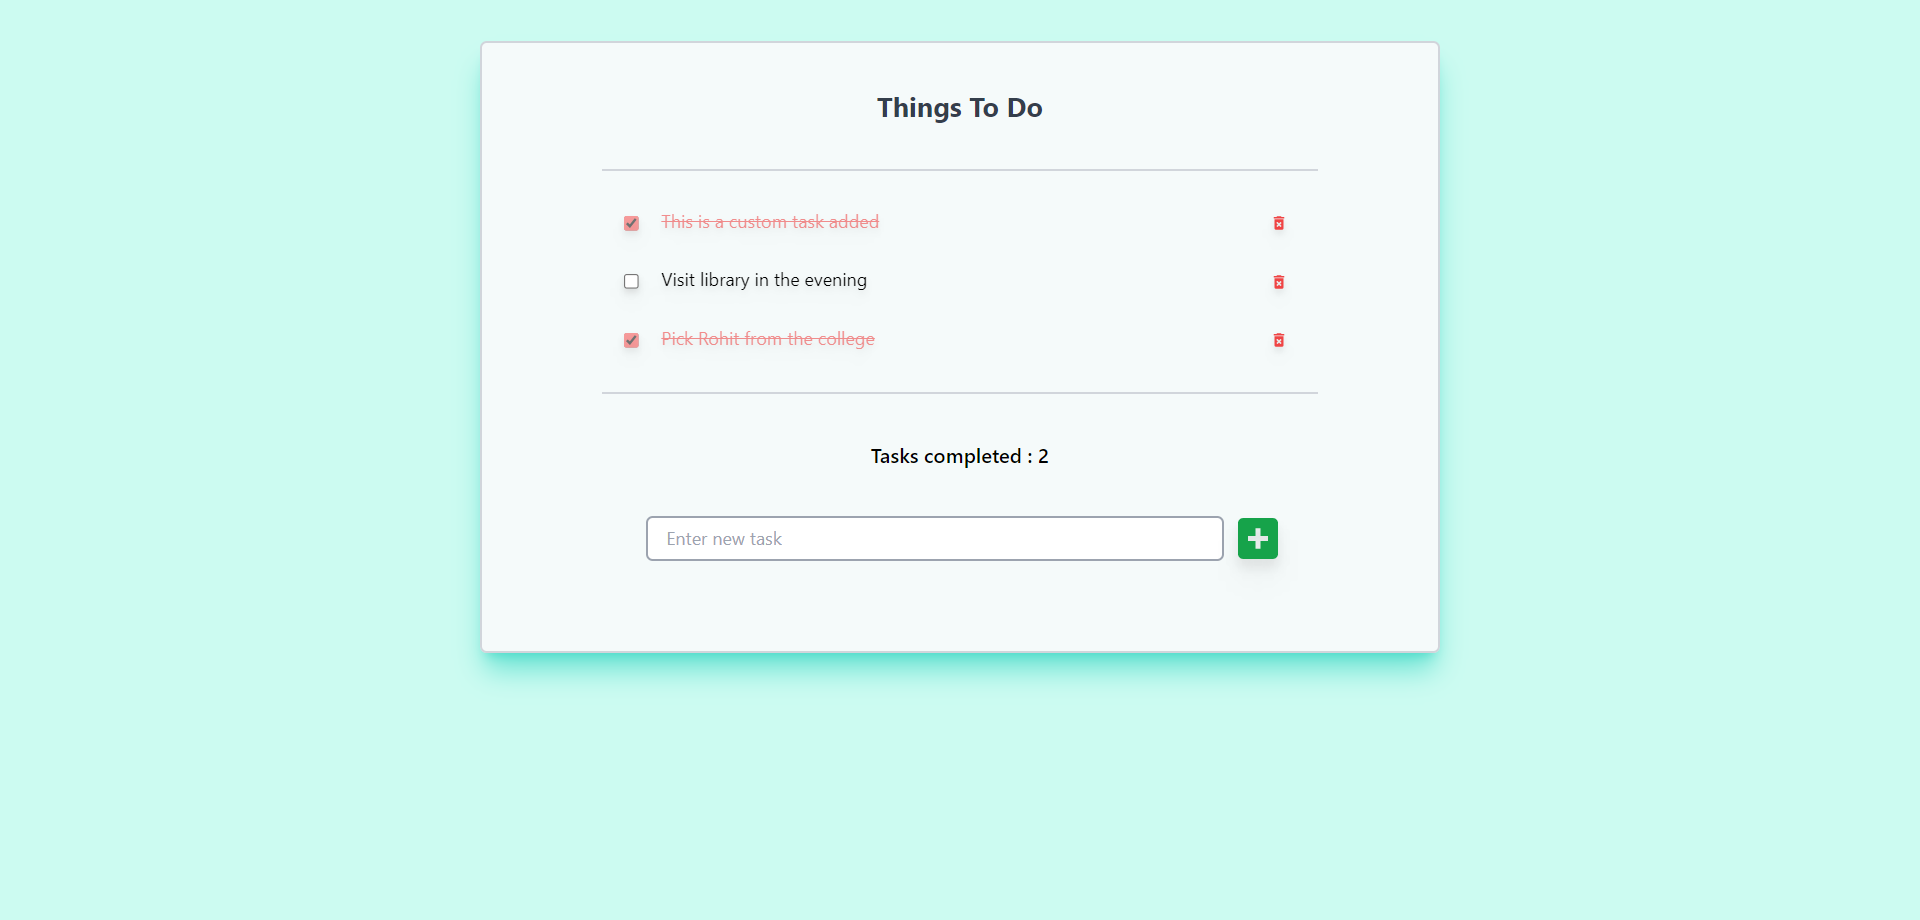 Things To Do
This is a custom task added
Visit library in the evening
Pick Rohit from the college
Tasks completed : 2
Enter new task